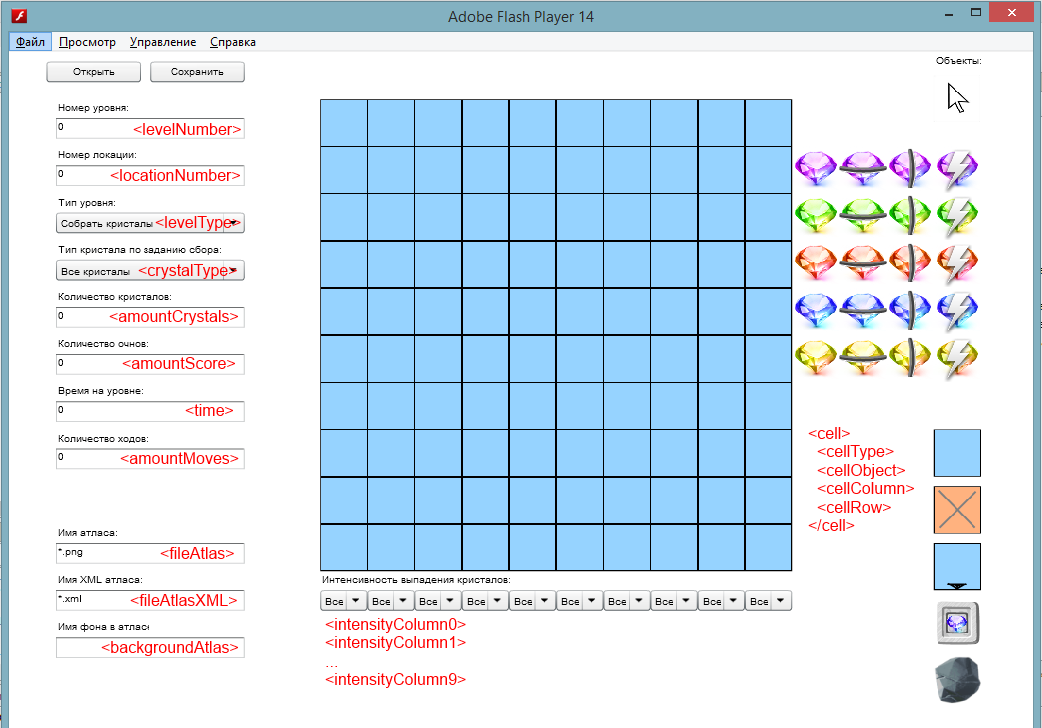 Adobe Flash Player 14
Файл Просмотр Управление Справка
Объекты:
Открыть Сохранить
Номер уровня:
0 <levelNumber>
Номер локации:
0 <locationNumber>
Тип уровня:
Собрать кристалы <levelType>
Тип кристала по заданию сбора:
Все кристалы <crystalType>
Количество кристалов:
0 <amountCrystals>
Количество очнов:
0 <amountScore>
Время на уровне:
0 <time>
Количество ходов:
0 <amountMoves>
Имя атласа:
*.png <fileAtlas>
Имя XML атласа:
*.xml <fileAtlasXML>
Имя фона в атласе
<backgroundAtlas>
Интенсивность выпадения кристалов:
Все Все Все Все Все Все Все Все Все Все
<intensityColumn0>
<intensityColumn1>
...
<intensityColumn9>
<cell>
<cellType>
<cellObject>
<cellColumn>
<cellRow>
</cell>